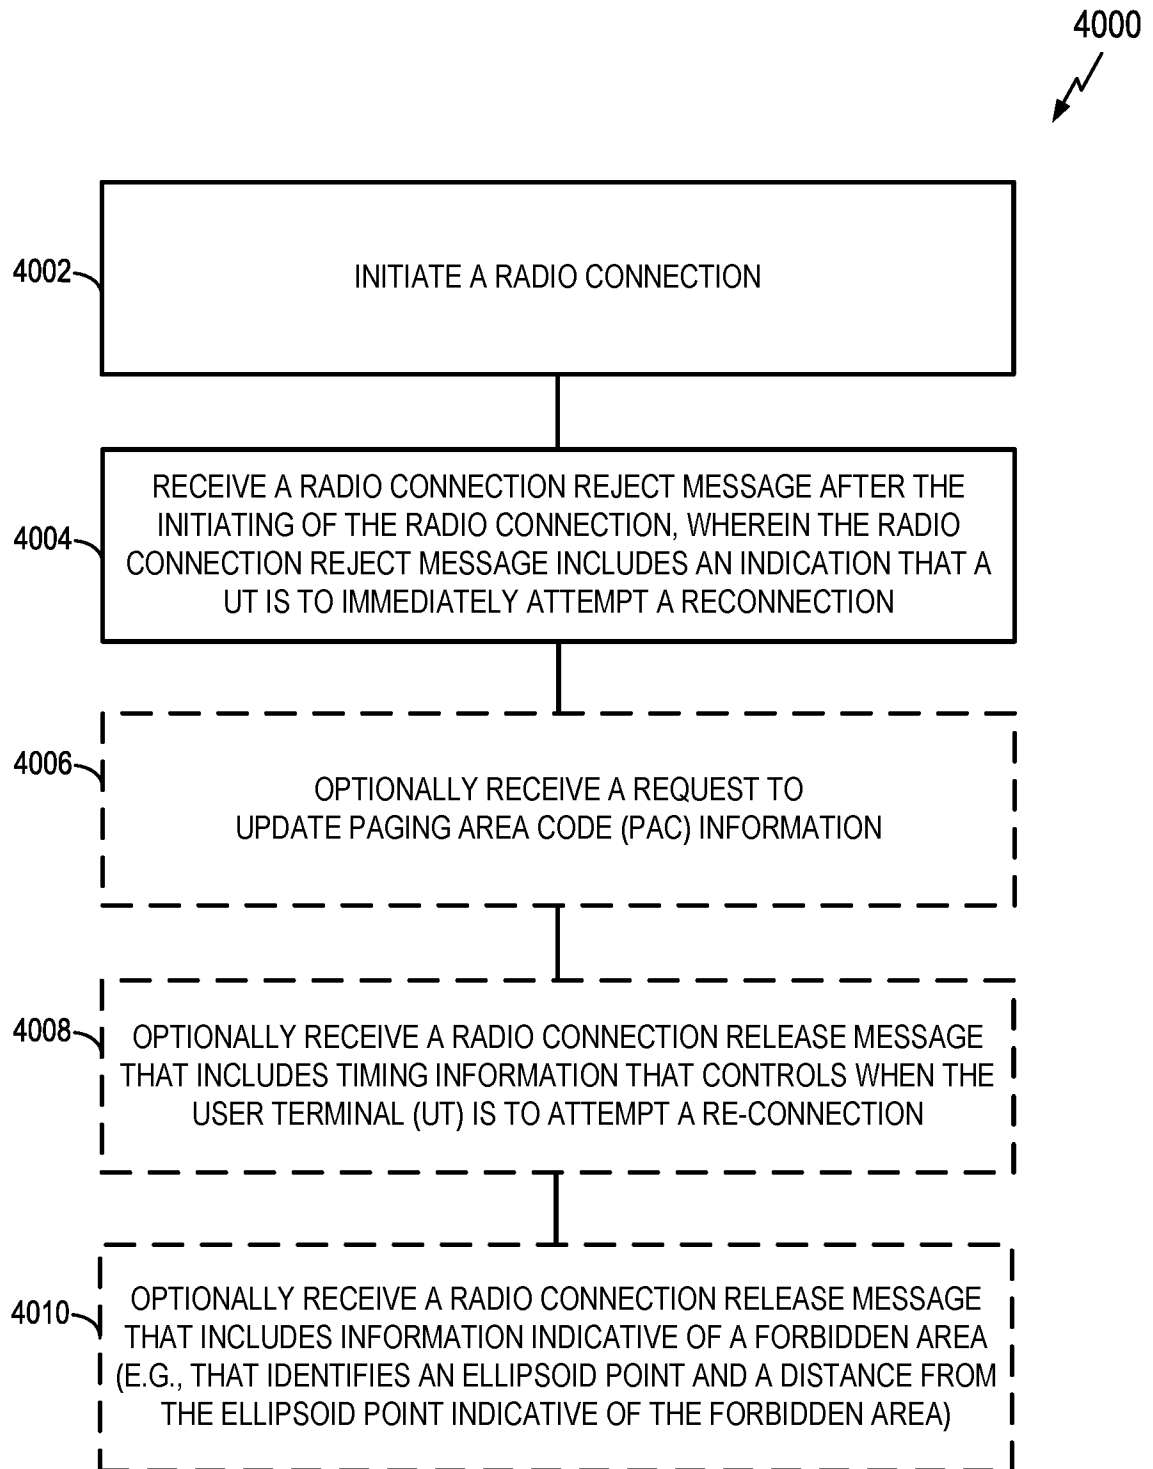 4000
4002
INITIATE A RADIO CONNECTION
4004
RECEIVE A RADIO CONNECTION REJECT MESSAGE AFTER THE
INITIATING OF THE RADIO CONNECTION, WHEREIN THE RADIO
CONNECTION REJECT MESSAGE INCLUDES AN INDICATION THAT A
UT IS TO IMMEDIATELY ATTEMPT A RECONNECTION
4006
OPTIONALLY RECEIVE A REQUEST TO
UPDATE PAGING AREA CODE (PAC) INFORMATION
4008
OPTIONALLY RECEIVE A RADIO CONNECTION RELEASE MESSAGE
THAT INCLUDES TIMING INFORMATION THAT CONTROLS WHEN THE
USER TERMINAL (UT) IS TO ATTEMPT A RE-CONNECTION
4010
OPTIONALLY RECEIVE A RADIO CONNECTION RELEASE MESSAGE
THAT INCLUDES INFORMATION INDICATIVE OF A FORBIDDEN AREA
(E.G., THAT IDENTIFIES AN ELLIPSOID POINT AND A DISTANCE FROM
THE ELLIPSOID POINT INDICATIVE OF THE FORBIDDEN AREA)